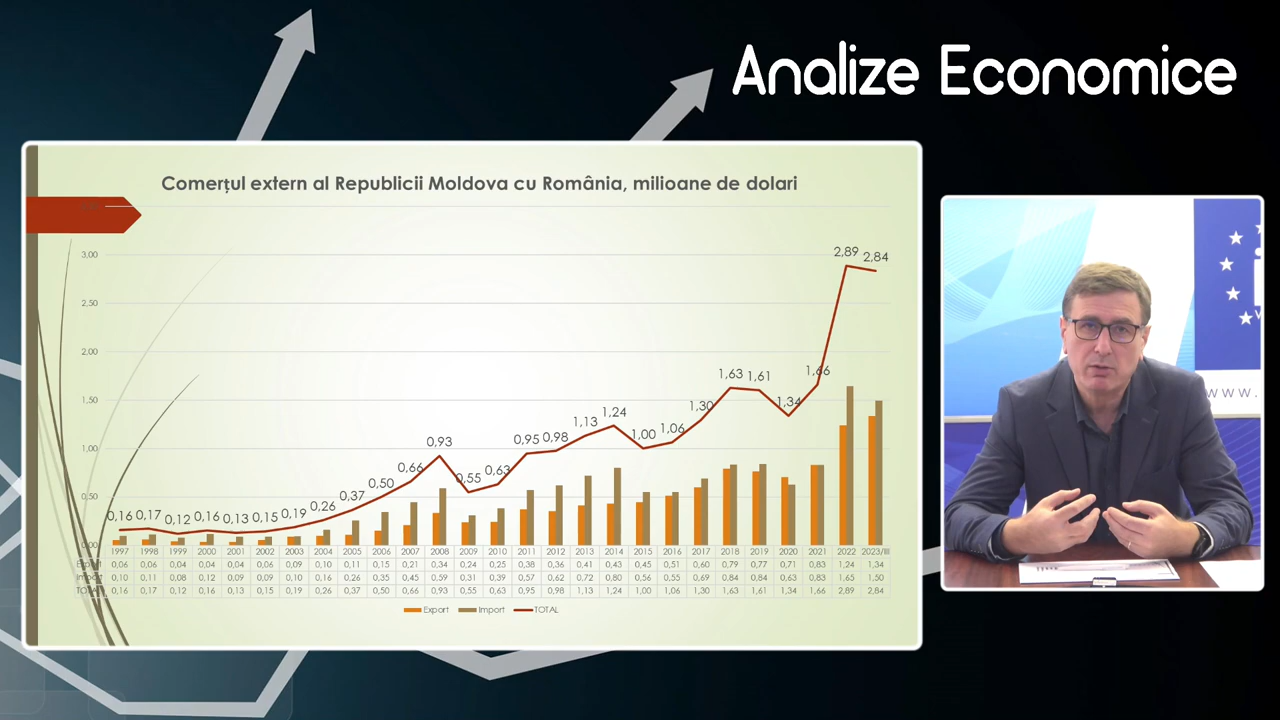 Analize Economice
Comerțul extern al Republicii Moldova cu România, milioane de dolari
3,00
2,50
2,00
1,50
1,00
0,50
0,00
0,16 0,17 0,12 0,16 0,13 0,15 0,19 0,26 0,37 0,50 0,66 0,93 0,55 0,63 0,95 0,98 1,13 1,24 1,00 1,06 1,30 1,63 1,61 1,34 1,66 2,89 2,84
1997 1998 1999 2000 2001 2002 2003 2004 2005 2006 2007 2008 2009 2010 2011 2012 2013 2014 2015 2016 2017 2018 2019 2020 2021 2022 2023/III
Export 0,06 0,06 0,04 0,04 0,04 0,06 0,09 0,10 0,11 0,15 0,21 0,34 0,24 0,25 0,38 0,36 0,41 0,43 0,45 0,51 0,60 0,79 0,77 0,71 0,83 1,24 1,34
Import 0,10 0,11 0,08 0,12 0,09 0,09 0,10 0,16 0,26 0,35 0,45 0,59 0,31 0,39 0,57 0,62 0,72 0,80 0,56 0,55 0,69 0,84 0,84 0,63 0,83 1,65 1,50
TOTAL 0,16 0,17 0,12 0,16 0,13 0,15 0,19 0,26 0,37 0,50 0,66 0,93 0,55 0,63 0,95 0,98 1,13 1,24 1,00 1,06 1,30 1,63 1,61 1,34 1,66 2,89 2,84
Export Import TOTAL
WWW.